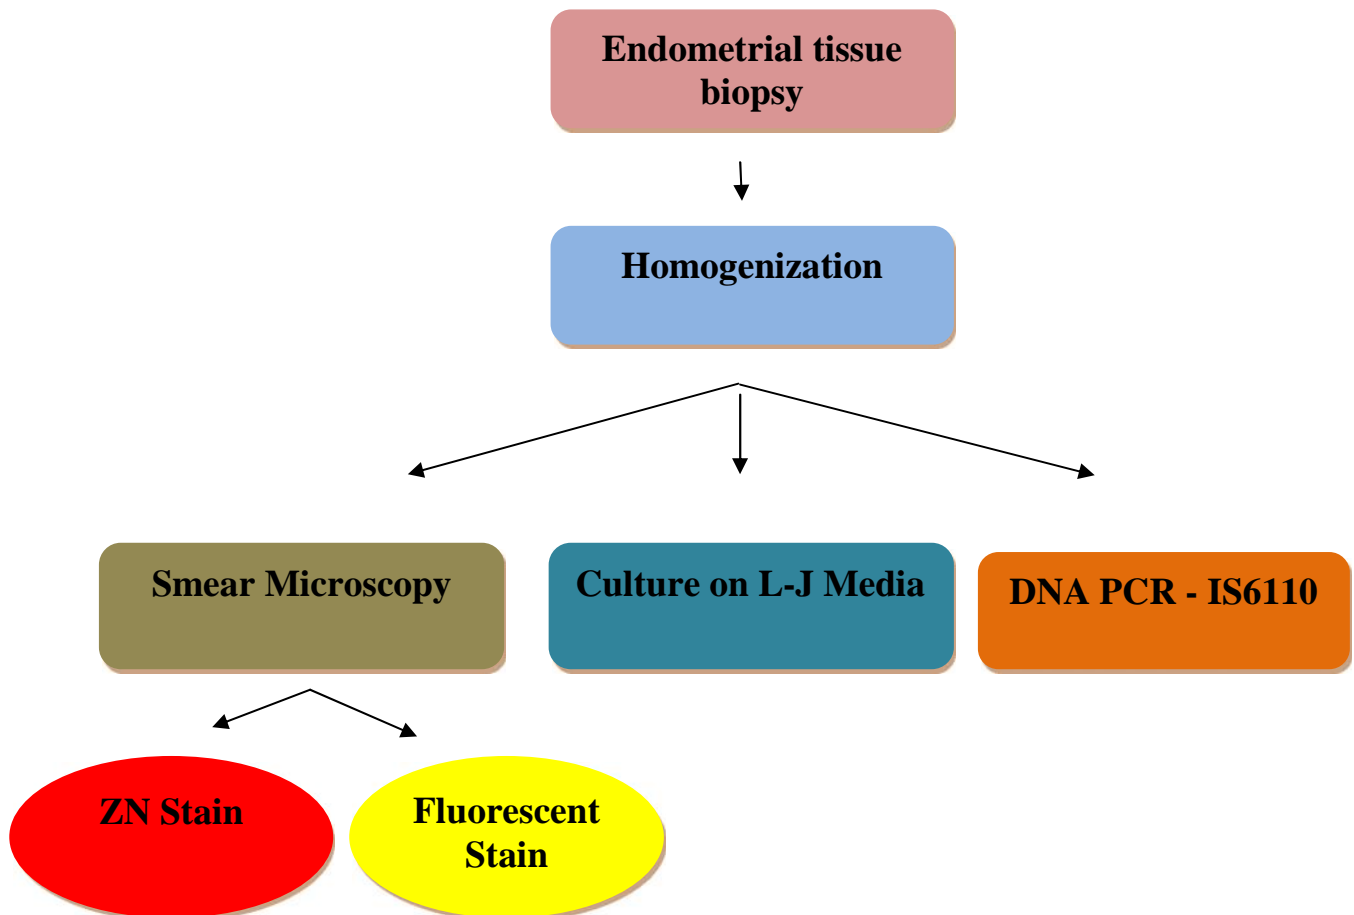 Endometrial tissue
biopsy
Homogenization
Smear Microscopy
Culture on L-J Media
DNA PCR - IS6110
ZN Stain
Fluorescent
Stain